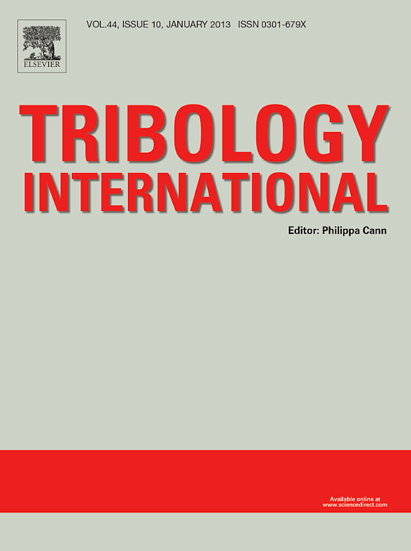 VOL.44, ISSUE 10, JANUARY 2013 ISSN 0301-679X
ELSEVIER
TRIBOLOGY
INTERNATIONAL
Editor: Philippa Cann
Available online at
www.sciencedirect.com